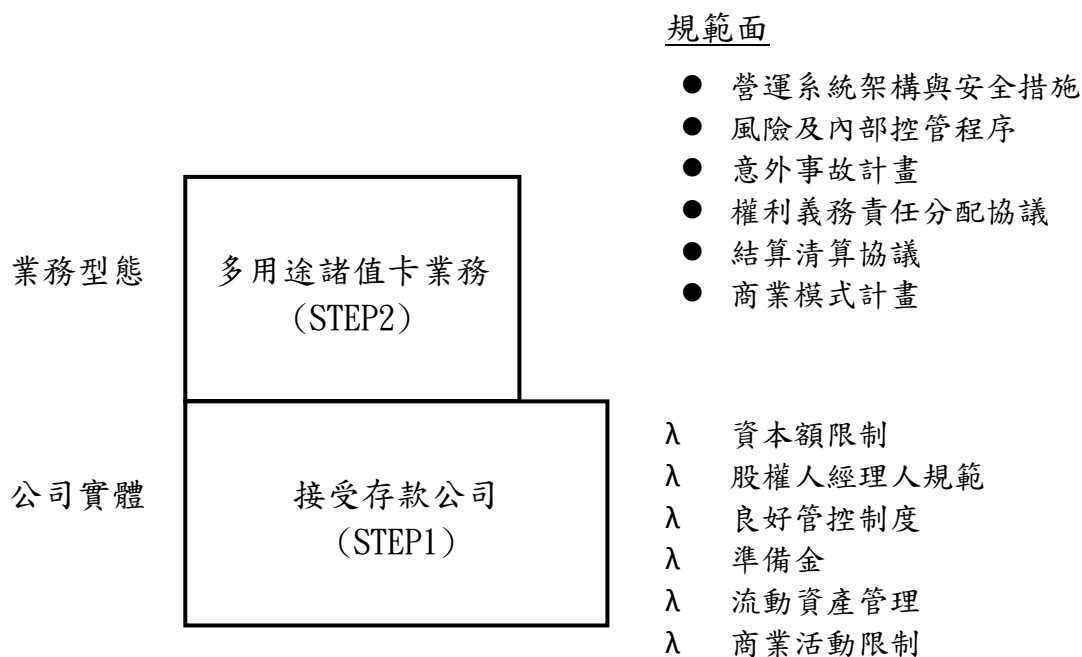 規範面
● 營運系統架構與安全措施
● 風險及內部控管程序
● 意外事故計畫
● 權利義務責任分配協議
● 結算清算協議
● 商業模式計畫
業務型態
多用途諸值卡業務
(STEP2)
公司實體
接受存款公司
(STEP1)
λ 資本額限制
λ 股權人經理人規範
λ 良好管控制度
λ 準備金
λ 流動資產管理
λ 商業活動限制